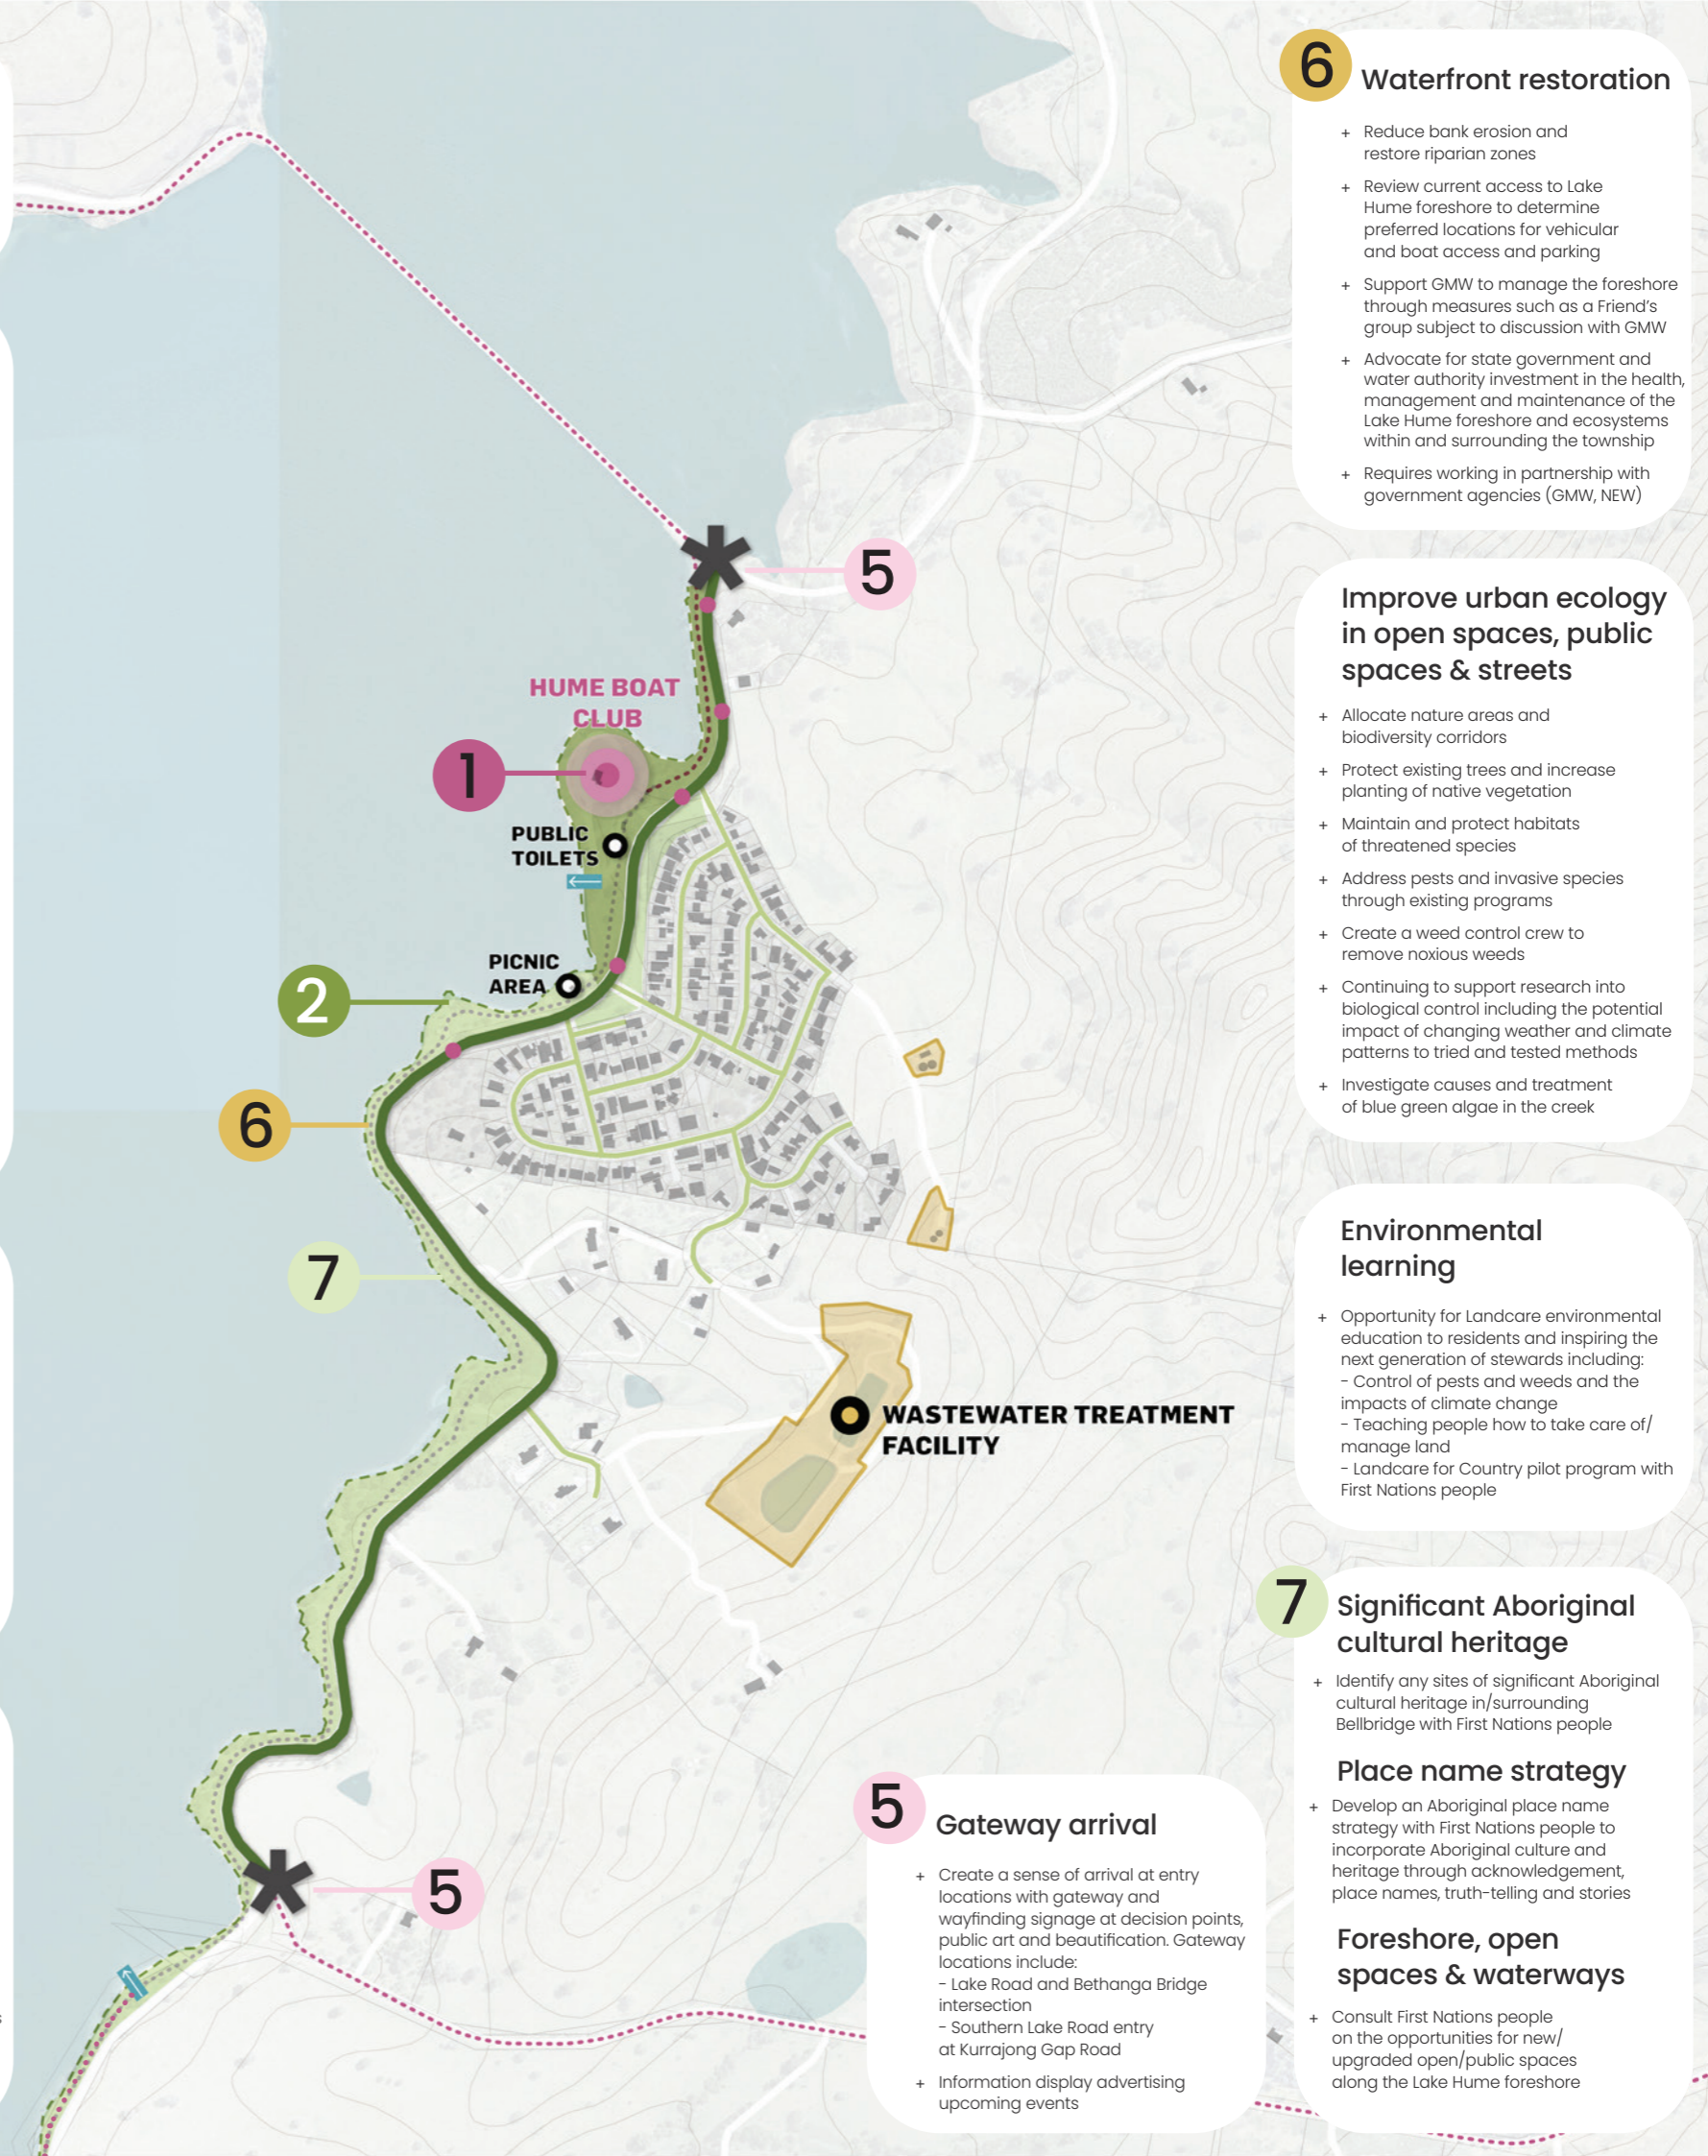 6
Waterfront restoration
+ Reduce bank erosion and
restore riparian zones
+ Review current access to Lake
Hume foreshore to determine
preferred locations for vehicular
and boat access and parking
+ Support GMW to manage the foreshore
through measures such as a Friend's
group subject to discussion with GMW
+ Advocate for state government and
water authority investment in the health,
management and maintenance of the
Lake Hume foreshore and ecosystems
within and surrounding the township
+ Requires working in partnership with
government agencies (GMW, NEW)
5
HUME BOAT
CLUB
1
PUBLIC
TOILETS
PICNIC
AREA
2
6
7
WASTEWATER TREATMENT
FACILITY
5
Improve urban ecology
in open spaces, public
spaces & streets
+ Allocate nature areas and
biodiversity corridors
+ Protect existing trees and increase
planting of native vegetation
+ Maintain and protect habitats
of threatened species
+ Address pests and invasive species
through existing programs
+ Create a weed control crew to
remove noxious weeds
+ Continuing to support research into
biological control including the potential
impact of changing weather and climate
patterns to tried and tested methods
+ Investigate causes and treatment
of blue green algae in the creek
Environmental
learning
+ Opportunity for Landcare environmental
education to residents and inspiring the
next generation of stewards including:
- Control of pests and weeds and the
impacts of climate change
- Teaching people how to take care of/
manage land
- Landcare for Country pilot program with
First Nations people
7
Significant Aboriginal
cultural heritage
+ Identify any sites of significant Aboriginal
cultural heritage in/surrounding
Bellbridge with First Nations people
Place name strategy
+ Develop an Aboriginal place name
strategy with First Nations people to
incorporate Aboriginal culture and
heritage through acknowledgement,
place names, truth-telling and stories
Foreshore, open
spaces & waterways
+ Consult First Nations people
on the opportunities for new/
upgraded open/public spaces
along the Lake Hume foreshore
5
Gateway arrival
+ Create a sense of arrival at entry
locations with gateway and
wayfinding signage at decision points,
public art and beautification. Gateway
locations include:
- Lake Road and Bethanga Bridge
intersection
- Southern Lake Road entry
at Kurrajong Gap Road
+ Information display advertising
upcoming events